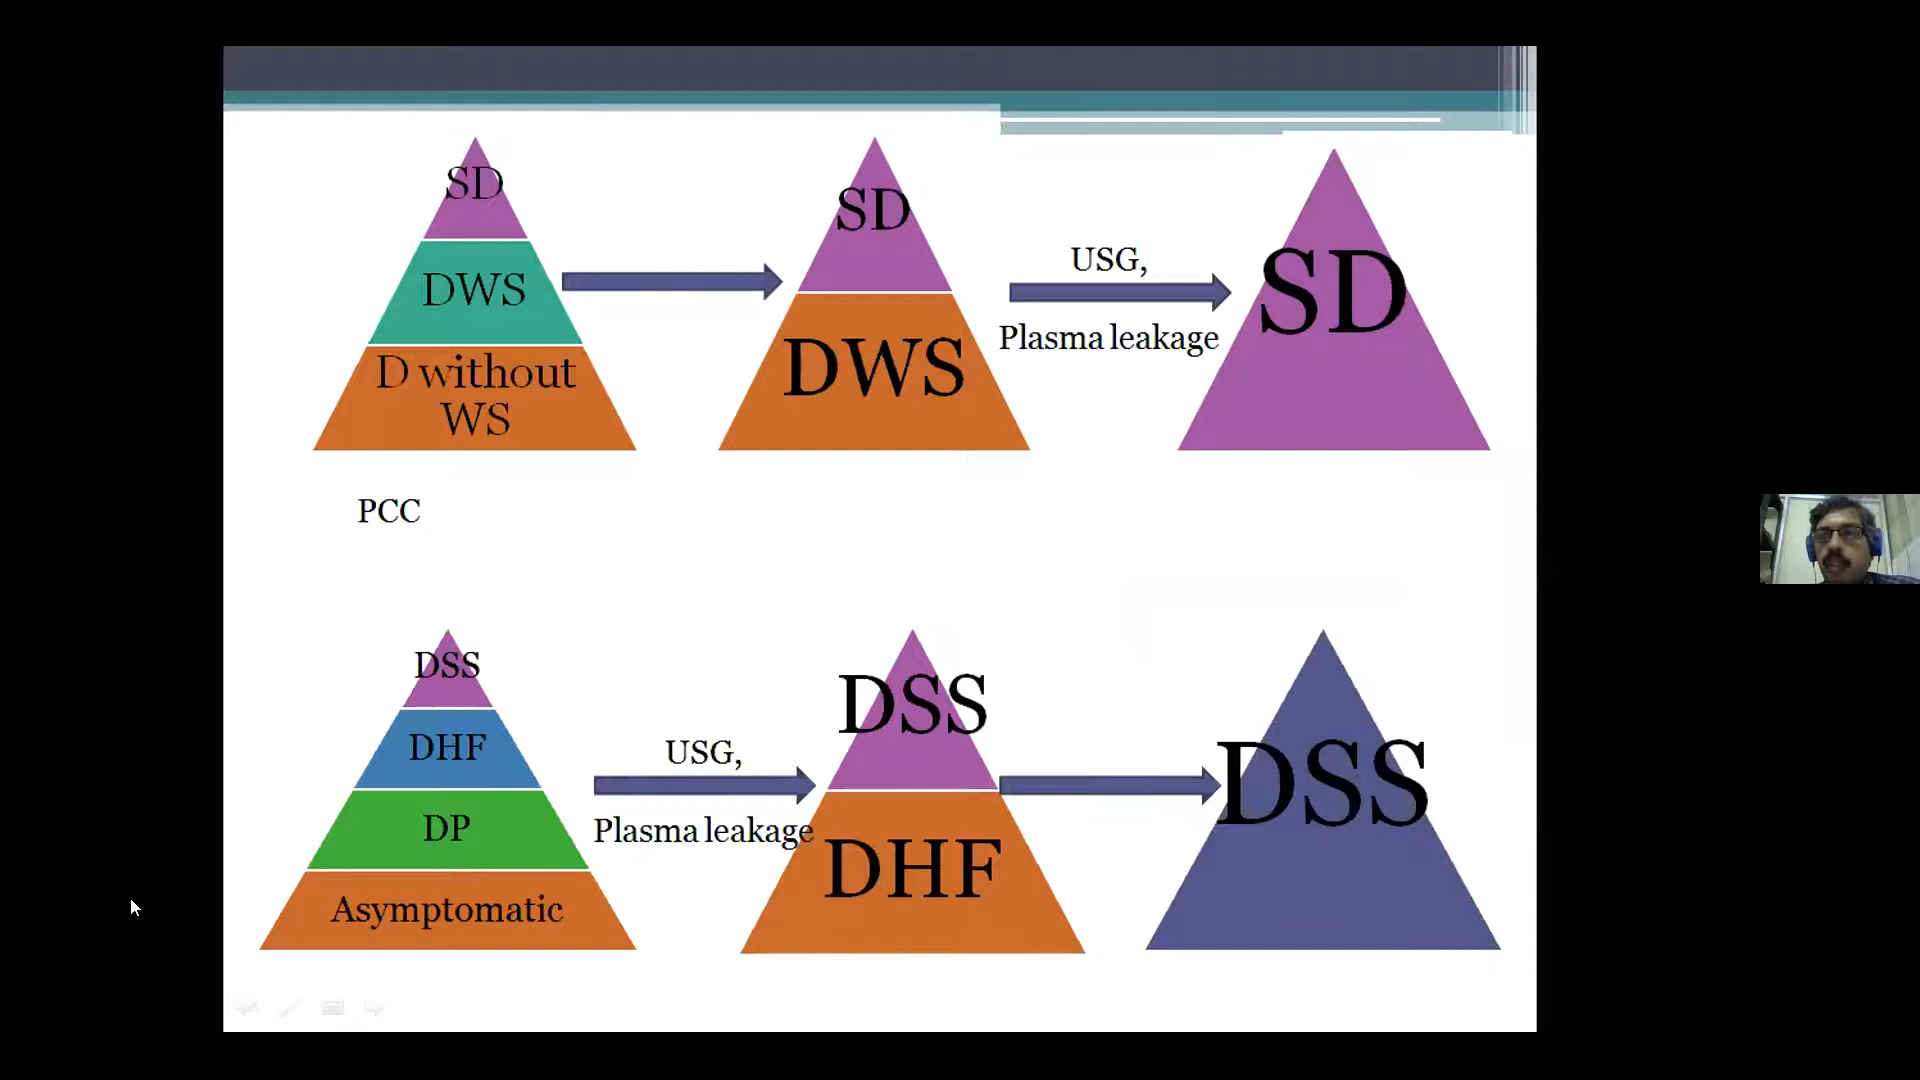 SD
DWS
D without
WS
SD
DWS
USG,
Plasma leakage
SD
PCC
DSS
DHF
DP
Asymptomatic
USG,
Plasma leakage
DSS
DHF
DSS